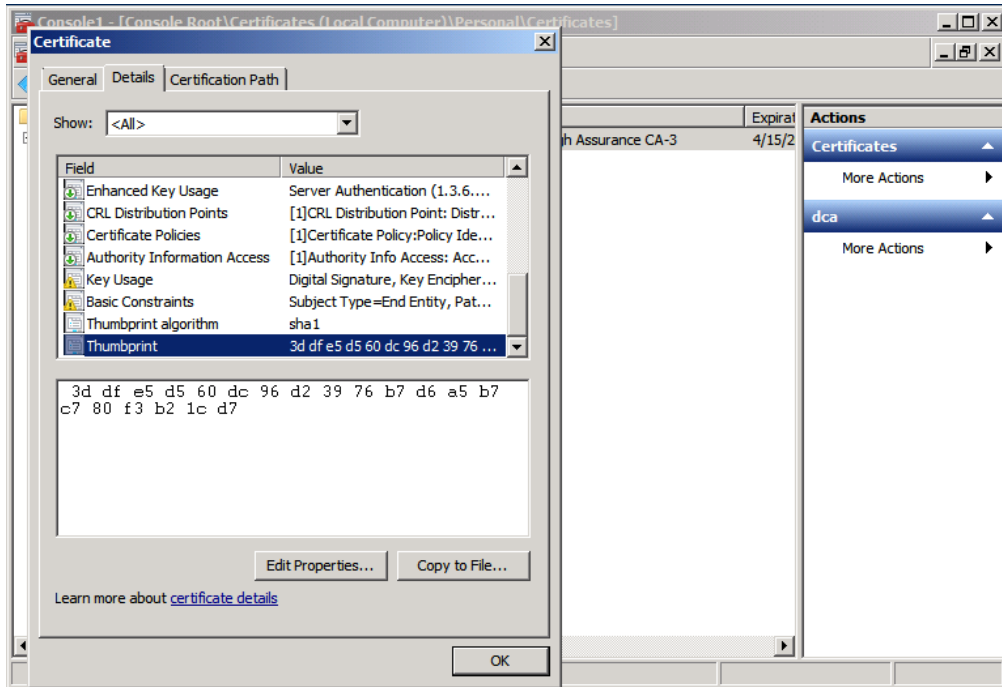 Console1 - [Console Root\Certificates (Local Computer)\Personal\Certificates]
Certificate
General Details Certification Path
Show: <All>
Field Value
Enhanced Key Usage Server Authentication (1.3.6....
CRL Distribution Points [1]CRL Distribution Point: Distr...
Certificate Policies [1]Certificate Policy:Policy Ide...
Authority Information Access [1]Authority Info Access: Acc...
Key Usage Digital Signature, Key Encipher...
Basic Constraints Subject Type=End Entity, Pat...
Thumbprint algorithm sha1
Thumbprint 3d df e5 d5 60 dc 96 d2 39 76 ...
3d df e5 d5 60 dc 96 d2 39 76 b7 d6 a5 b7
c7 80 f3 b2 1c d7
Edit Properties... Copy to File...
Learn more about certificate details
OK
Expirat
Assurance CA-3 4/15/2
Actions
Certificates
More Actions
dca
More Actions